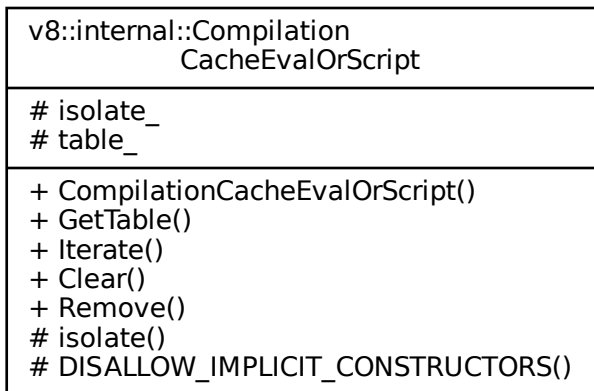 v8::internal::Compilation
CacheEvalOrScript
# isolate_
# table_
+ CompilationCacheEvalOrScript()
+ GetTable()
+ Iterate()
+ Clear()
+ Remove()
# isolate()
# DISALLOW_IMPLICIT_CONSTRUCTORS()